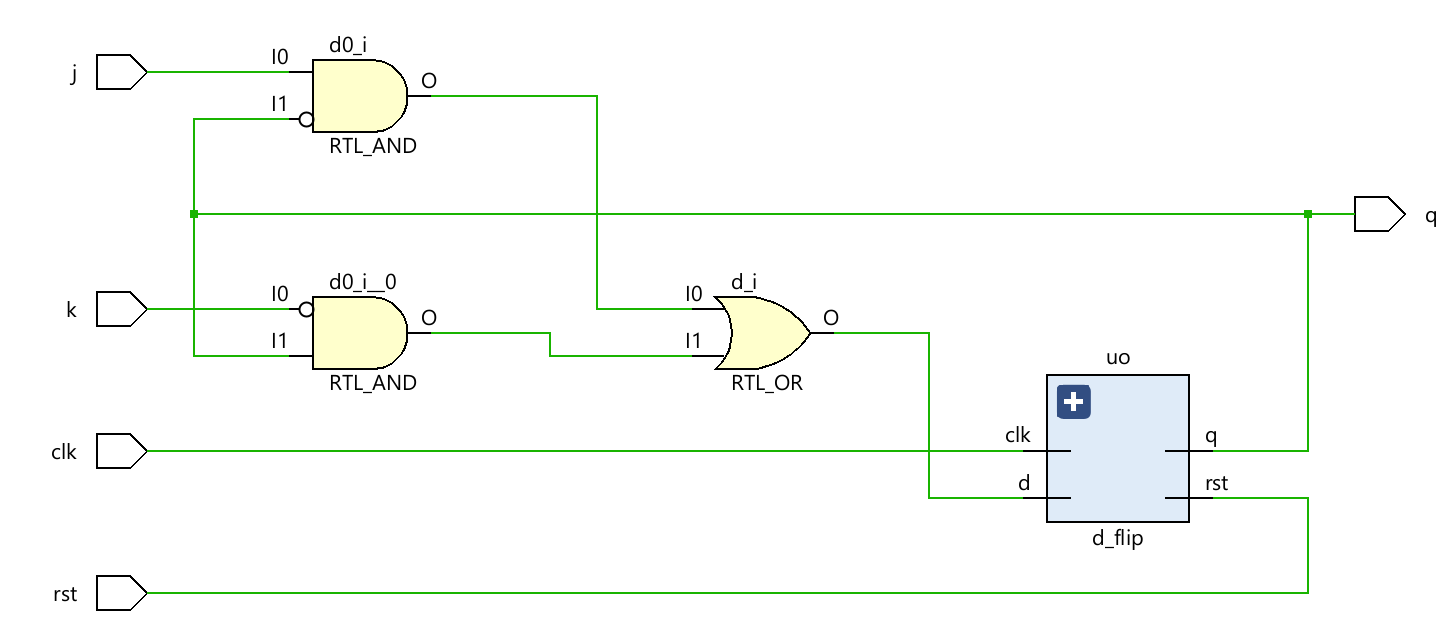 d0_i
j
I0
O
I1
RTL_AND
q
d0_i__0
k
I0
O
I1
RTL_AND
d_i
I0
O
I1
RTL_OR
uo
clk
clk
q
d
rst
d_flip
rst